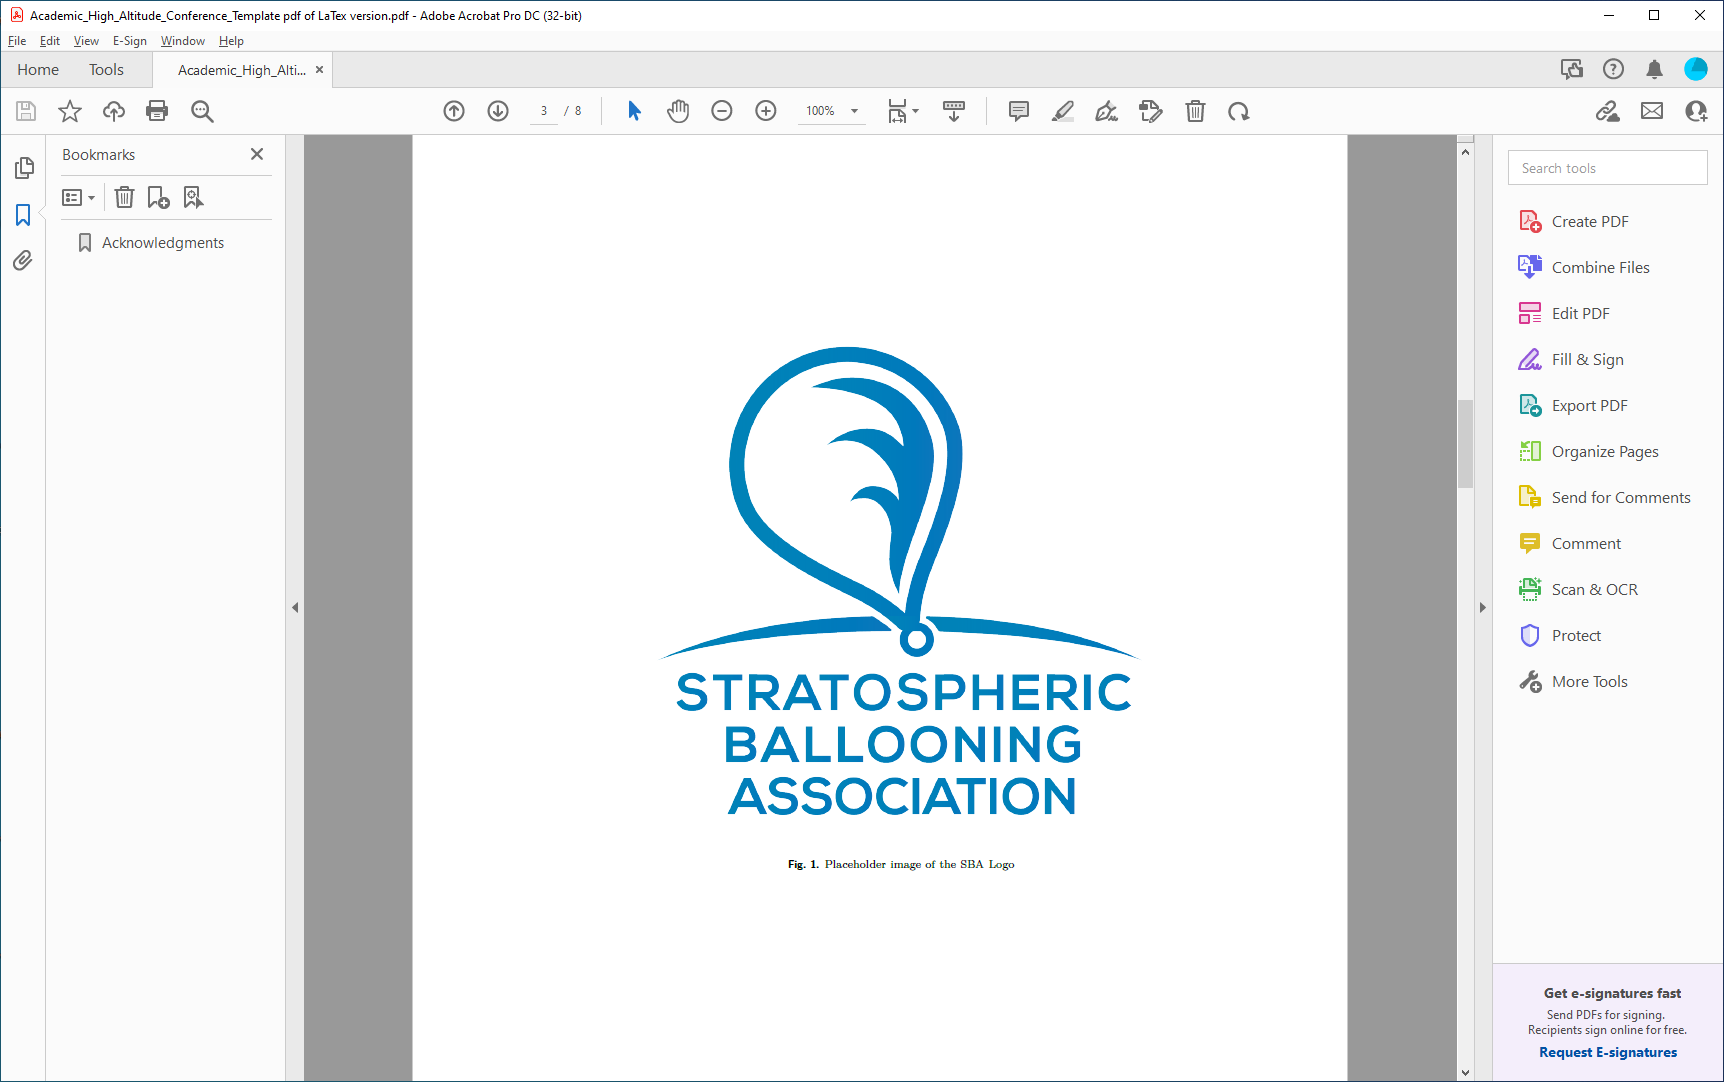 Academic_High_Altitude_Conference_Template pdf of LaTex version.pdf - Adobe Acrobat Pro DC (32-bit)
File Edit View E-Sign Window Help
Home Tools Academic_High_Alti...
3 / 8 100%
Bookmarks
Acknowledgments
STRATOSPHERIC
BALLOONING
ASSOCIATION
Fig. 1. Placeholder image of the SBA Logo
Search tools
Create PDF
Combine Files
Edit PDF
Fill & Sign
Export PDF
Organize Pages
Send for Comments
Comment
Scan & OCR
Protect
More Tools
Get e-signatures fast
Send PDFs for signing.
Recipients sign online for free.
Request E-signatures